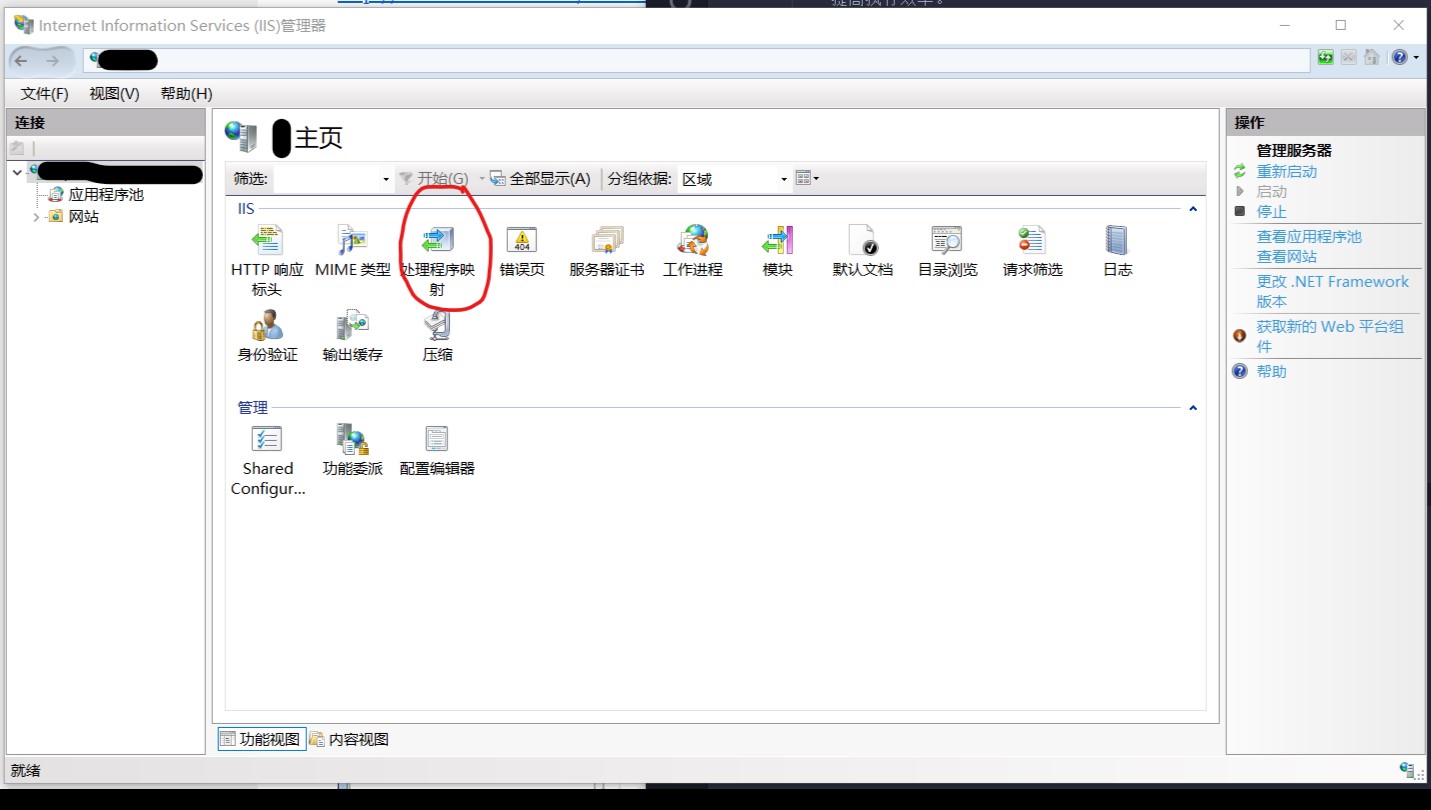 Internet Information Services (IIS)管理器
文件(F) 视图(V) 帮助(H)
连接
应用程序池
网站
主页
筛选: 开始(G) 全部显示(A) 分组依据: 区域
IIS
HTTP 响应标头
MIME 类型
处理程序映射
错误页
服务器证书
工作进程
模块
默认文档
目录浏览
请求筛选
日志
身份验证
输出缓存
压缩
管理
Shared Configur...
功能委派
配置编辑器
功能视图 内容视图
操作
管理服务器
重新启动
启动
停止
查看应用程序池
查看网站
更改 .NET Framework
版本
获取新的 Web 平台组
件
帮助
就绪